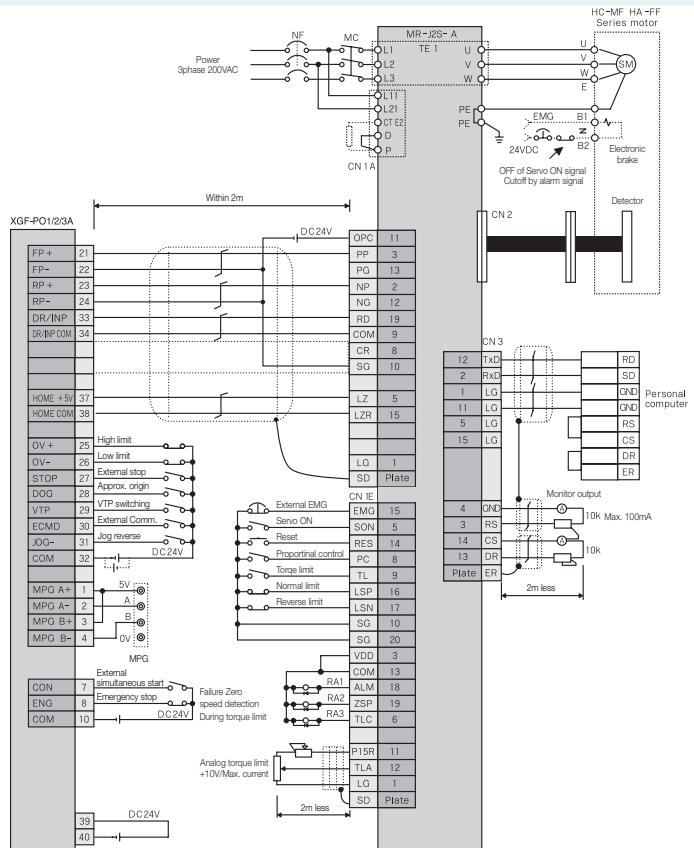 HC-MF HA-FF
Series motor
NF
MC
MR-J2S- A
TE 1
Power
3phase 200VAC
L1
L2
L3
U
V
W
U
V
W
E
SM
L11
L21
CT E2
D
P
CN 1A
PE
PE
EMG
B1
B2
24VDC
Electronic
brake
OFF of Servo ON signal
Cutoff by alarm signal
Within 2m
CN 2
Detector
XGF-PO1/2/3A
DC24V
FP + 21
FP- 22
RP + 23
RP- 24
DR/INP 33
DR/INP COM 34
HOME +5V 37
HOME COM 38
OPC 11
PP 3
PG 13
NP 2
NG 12
RD 19
COM 9
CR 8
SG 10
LZ 5
LZR 15
LG 1
SD Plate
CN 3
12 TxD
2 RxD
1 LG
11 LG
5 LG
15 LG
RD
SD
GND
GND
RS
CS
DR
ER
Personal
computer
OV + 25 High limit
OV- 26 Low limit
STOP 27 External stop
DOG 28 Approx. origin
VTP 29 VTP switching
ECMD 30 External Comm.
JOG- 31 Jog reverse
COM 32
DC24V
CN 1E
External EMG EMG 15
Servo ON SON 5
Reset RES 14
Proportinal control PC 8
Torqe limit TL 9
Normal limit LSP 16
Reverse limit LSN 17
SG 10
SG 20
VDD 3
COM 13
RA1 ALM 18
RA2 ZSP 19
RA3 TLC 6
Monitor output
4 GND
3 RS
14 CS
13 DR
Plate ER
A
10k Max. 100mA
A
10k
2m less
MPG A+ 1
MPG A- 2
MPG B+ 3
MPG B- 4
5V
A
B
0V
MPG
External
simultaneous start
Emergency stop
CON 7
ENG 8
COM 10
DC24V
Failure Zero
speed detection
During torque limit
Analog torque limit
+10V/Max. current
P15R 11
TLA 12
LG 1
SD Plate
2m less
39
40
DC24V